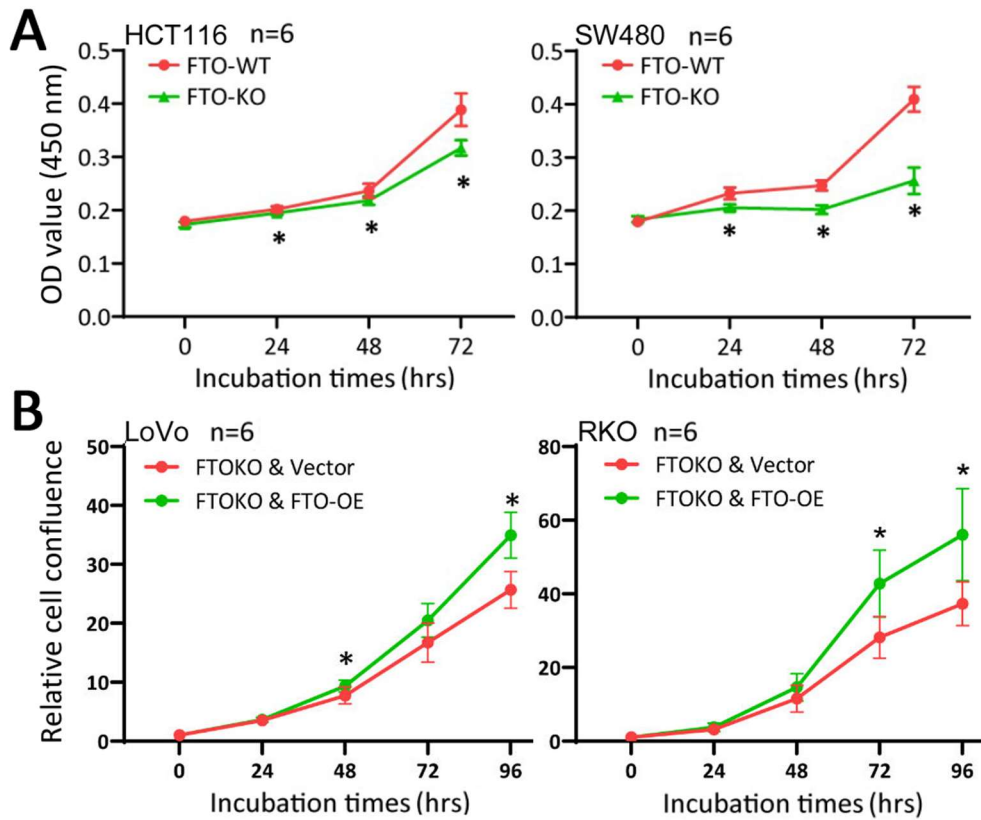 A
HCT116 n=6
FTO-WT
FTO-KO
OD value (450 nm)
0.5
0.4
0.3
0.2
0.1
0.0
*
*
*
0 24 48 72
Incubation times (hrs)
SW480 n=6
FTO-WT
FTO-KO
0.5
0.4
0.3
0.2
0.1
0.0
*
*
*
0 24 48 72
Incubation times (hrs)
B
LoVo n=6
FTOKO & Vector
FTOKO & FTO-OE
Relative cell confluence
50
40
30
20
10
0
*
*
0 24 48 72 96
Incubation times (hrs)
RKO n=6
FTOKO & Vector
FTOKO & FTO-OE
80
60
40
20
0
*
*
0 24 48 72 96
Incubation times (hrs)